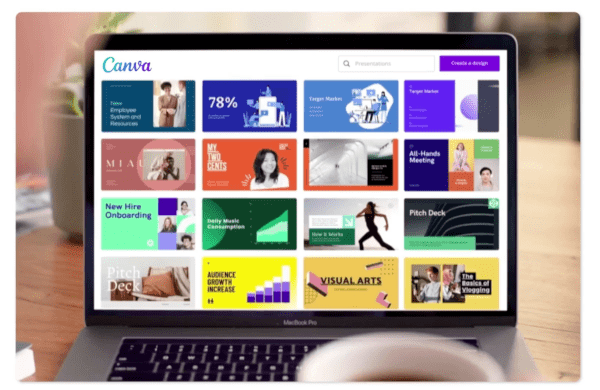 Canva
Presentations
Create a design
Employee
System and
Resources
78%
Target Market
Target Market
MIAU
MY
TWO
CENTS
All-Hands
Meeting
New Hire
Onboarding
Daily Music
Consumption
How it Works
Pitch Deck
Pitch
Deck
AUDIENCE
GROWTH
INCREASE
VISUAL ARTS
The Basics
of Vlogging
MacBook Pro